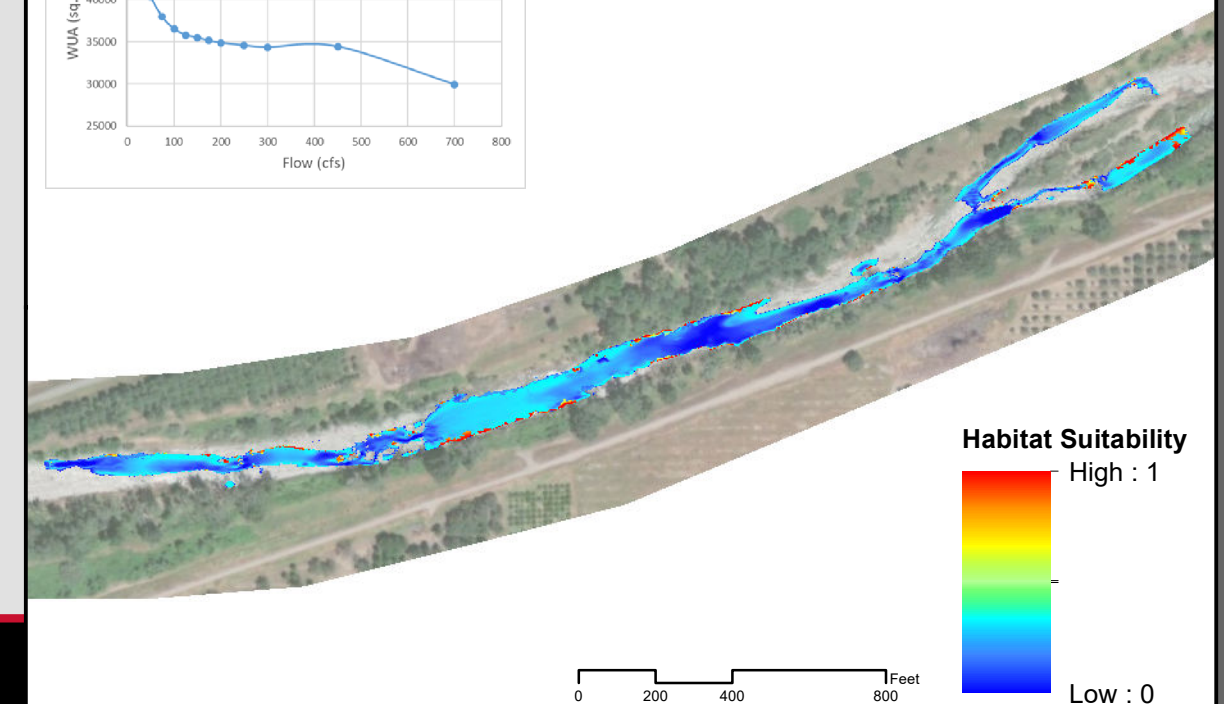 40000
WUA (sq-
35000
30000
25000
0 100 200 300 400 500 600 700 800
Flow (cfs)
Habitat Suitability
High : 1
Low : 0
Feet
0 200 400 800